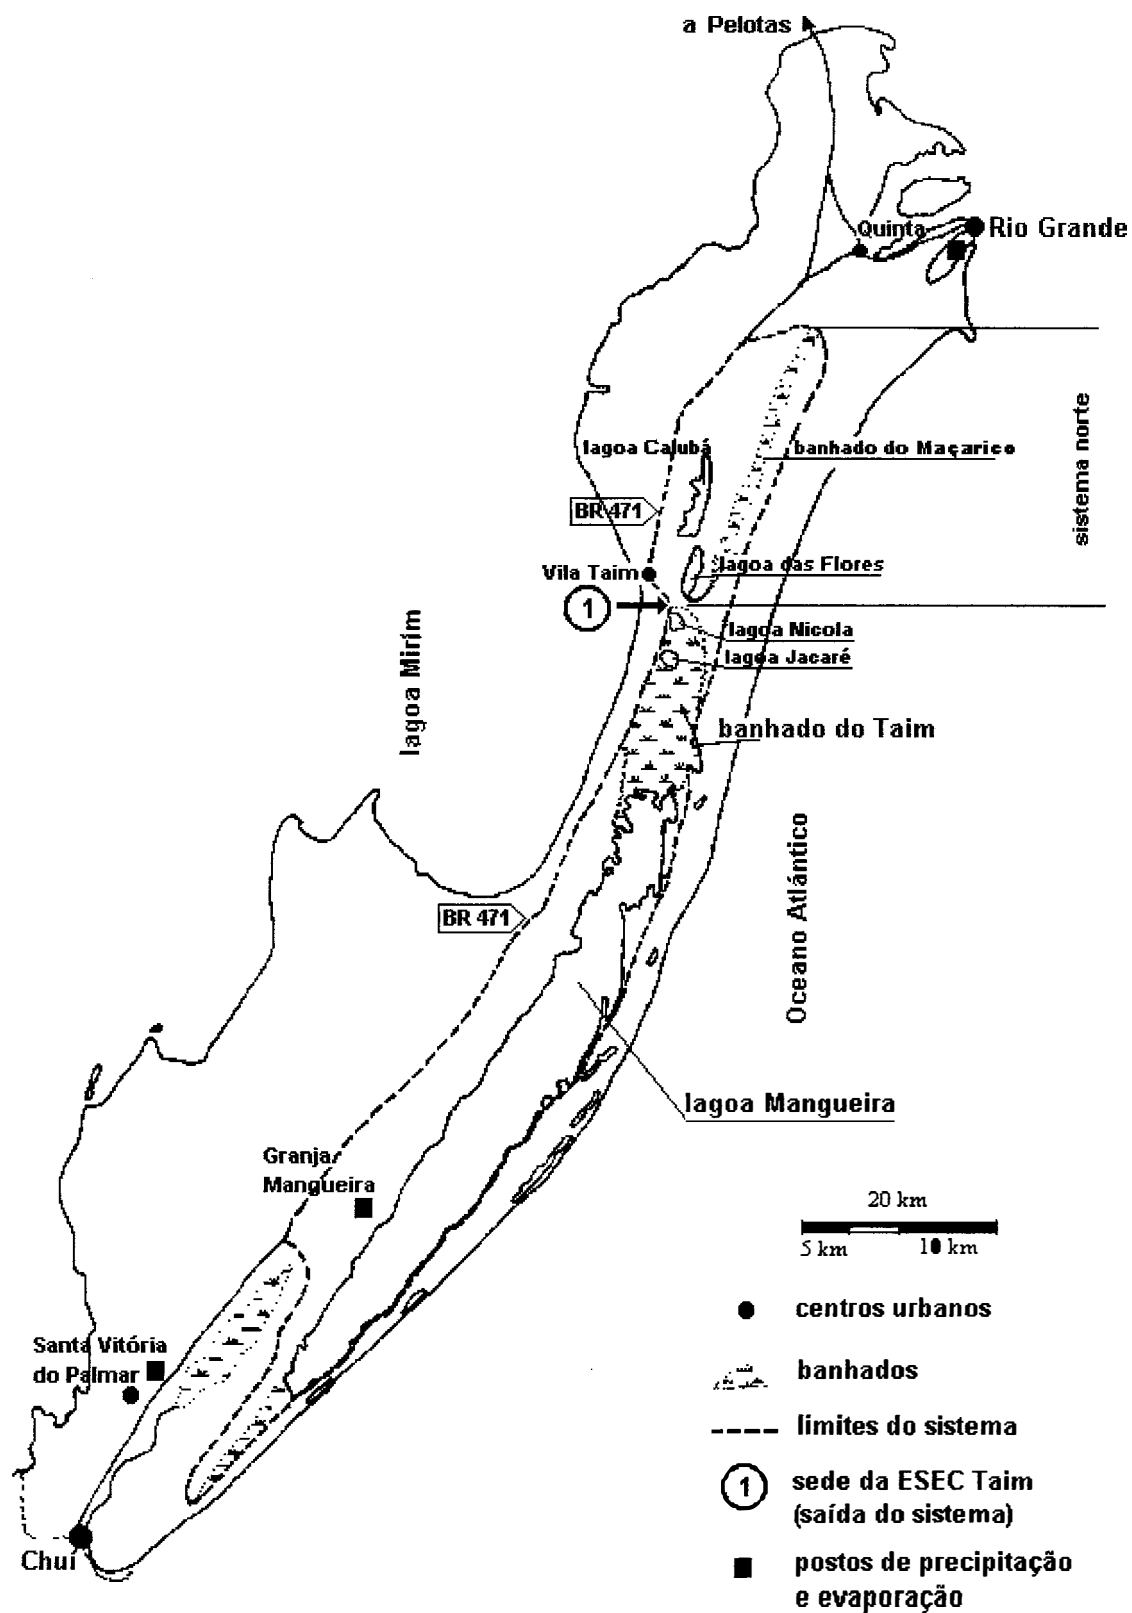 a Pelotas
Quinta
Rio Grande
sistema norte
lagoa Caiubá
banhado do Maçarico
BR 471
lagoa das Flores
Vila Taim
1
lagoa Nicola
lagoa Jacaré
lagoa Mirim
banhado do Taim
Oceano Atlántico
BR 471
lagoa Mangueira
Granja
Mangueira
20 km
5 km
10 km
centros urbanos
Santa Vitória
do Palmar
banhados
limites do sistema
1
sede da ESEC Taim
(saída do sistema)
Chuí
postos de precipitação
e evaporação